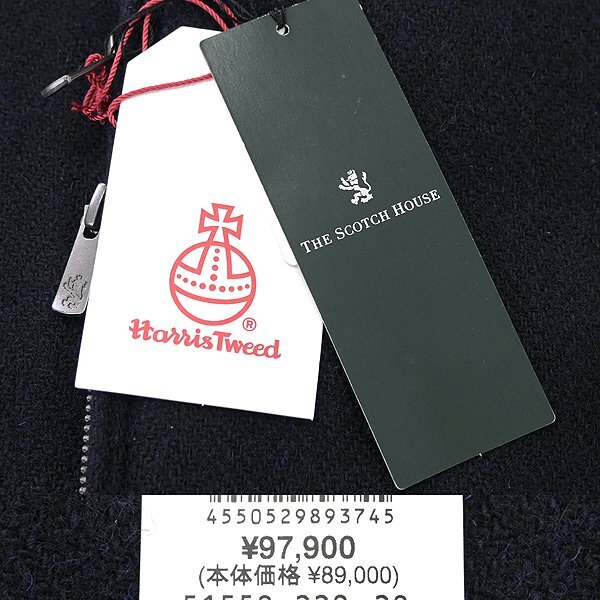 Harris Tweed
®
THE SCOTCH HOUSE
4550529893745
¥97,900
(本体価格 ¥89,000)